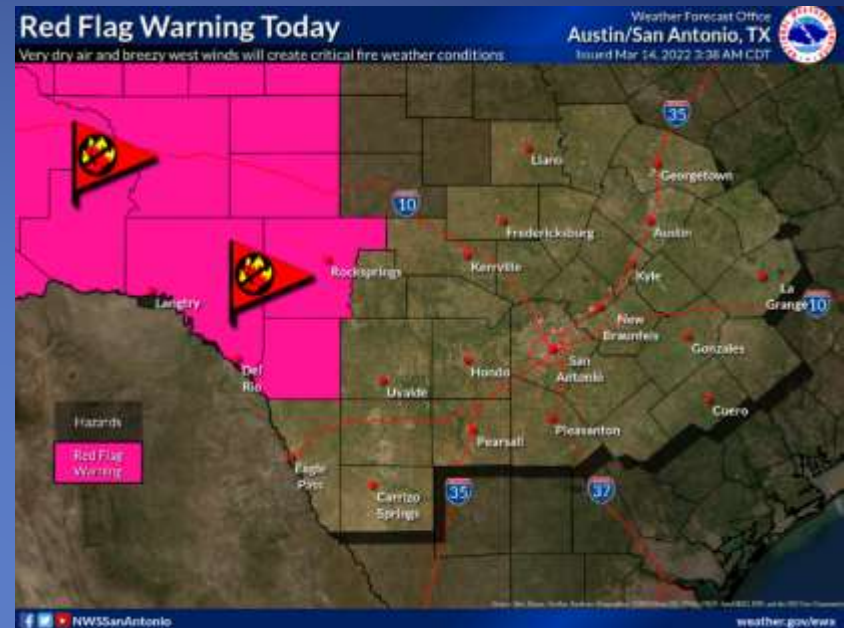 Red Flag Warning Today
Very dry air and breezy west winds will create critical fire weather conditions
Weather Forecast Office
Austin/San Antonio, TX
Issued Mar 14, 2022 3:38 AM CDT
35
Llano
Georgetown
10
Fredericksburg
Austin
Rocksprings
Kerrville
Kyle
Langtry
La
Grange
10
New
Braunfels
Gonzales
Del
Rio
Hondo
San
Antonio
Uvalde
Cuero
Hazards
Pleasanton
Pearsall
Red Flag
Warning
Eagle
Pass
35
37
Carrizo
Springs
NWSSanAntonio
weather.gov/ewx